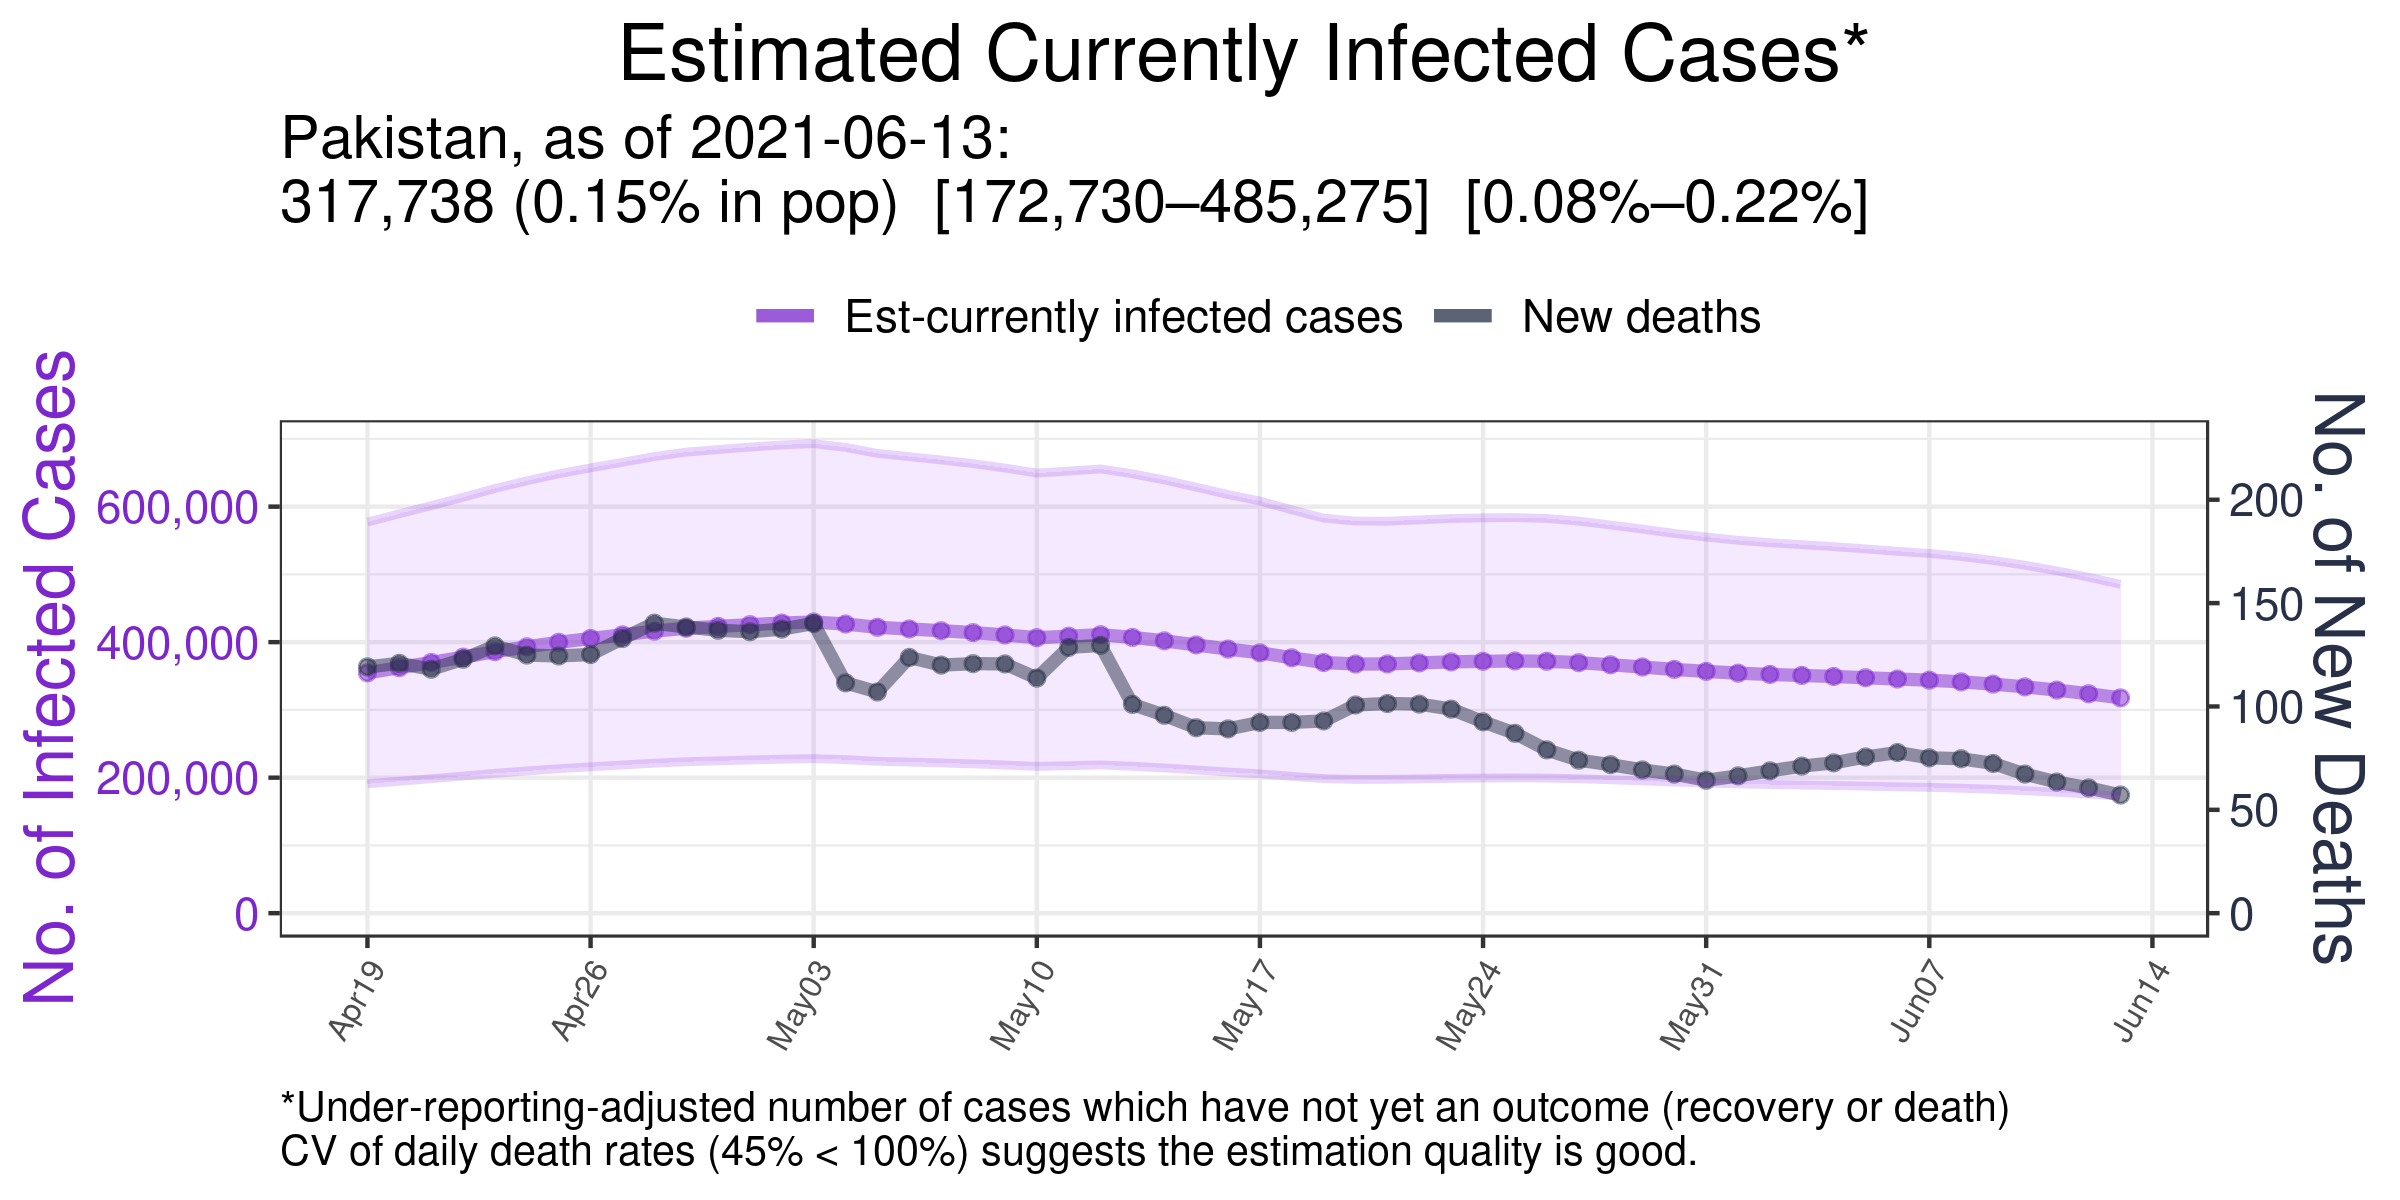 Estimated Currently Infected Cases*
Pakistan, as of 2021-06-13:
317,738 (0.15% in pop) [172,730–485,275] [0.08%–0.22%]
Est-currently infected cases
New deaths
No. of Infected Cases
600,000
400,000
200,000
0
200
150
100
50
0
No. of New Deaths
Apr19
Apr26
May03
May10
May17
May24
May31
Jun07
Jun14
*Under-reporting-adjusted number of cases which have not yet an outcome (recovery or death)
CV of daily death rates (45% < 100%) suggests the estimation quality is good.